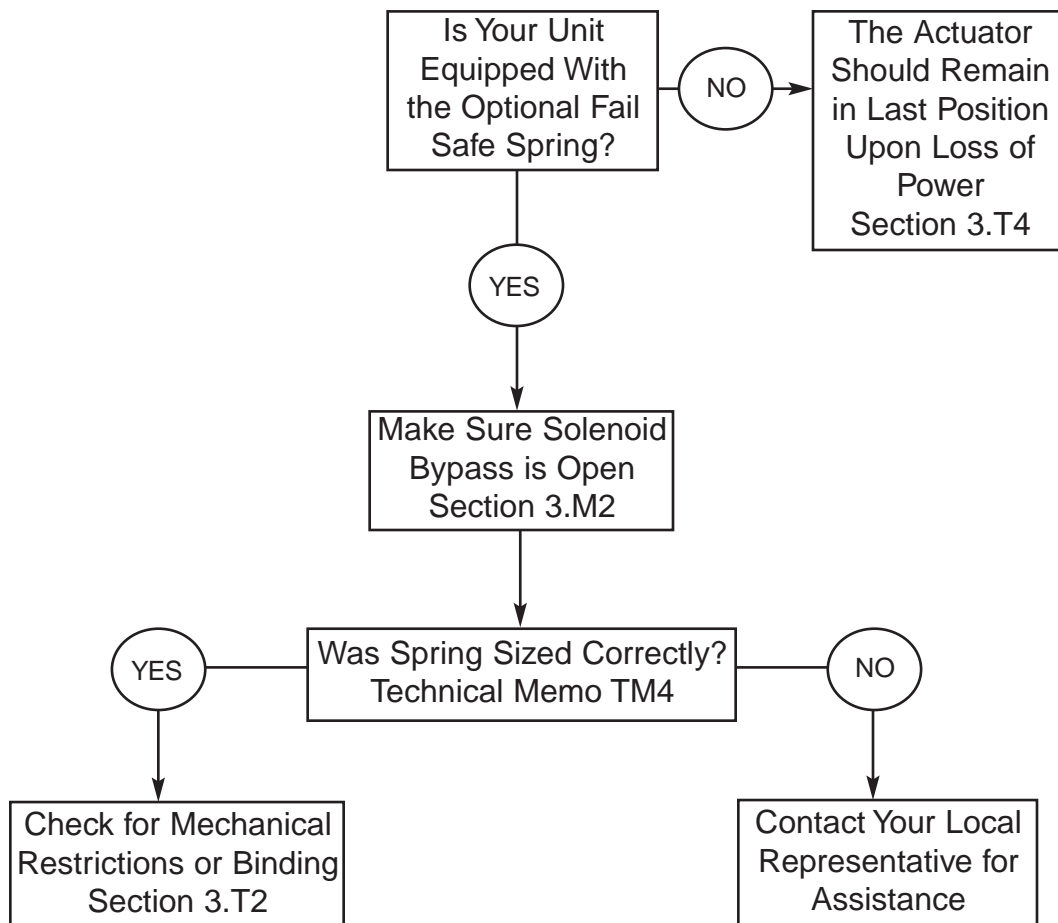 Is Your Unit
Equipped With
the Optional Fail
Safe Spring?
NO
The Actuator
Should Remain
in Last Position
Upon Loss of
Power
Section 3.T4
YES
Make Sure Solenoid
Bypass is Open
Section 3.M2
Was Spring Sized Correctly?
Technical Memo TM4
YES
NO
Check for Mechanical
Restrictions or Binding
Section 3.T2
Contact Your Local
Representative for
Assistance